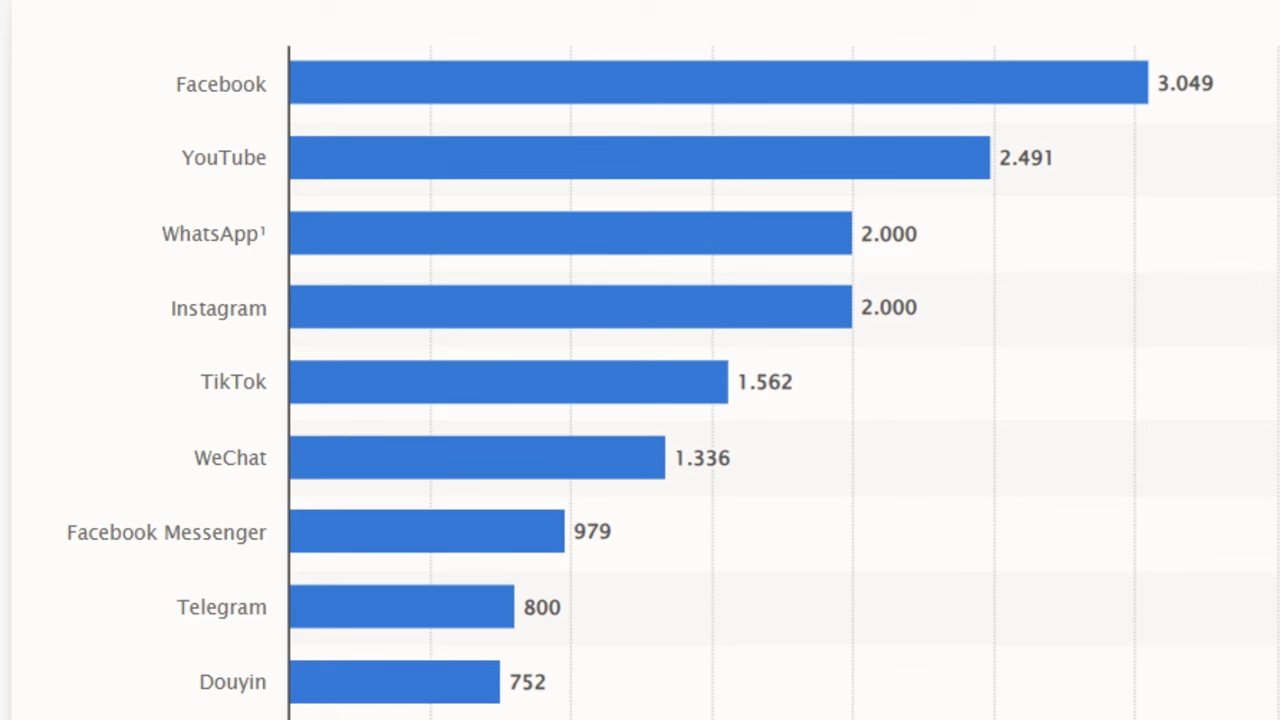 Facebook 3.049
YouTube 2.491
WhatsApp¹ 2.000
Instagram 2.000
TikTok 1.562
WeChat 1.336
Facebook Messenger 979
Telegram 800
Douyin 752